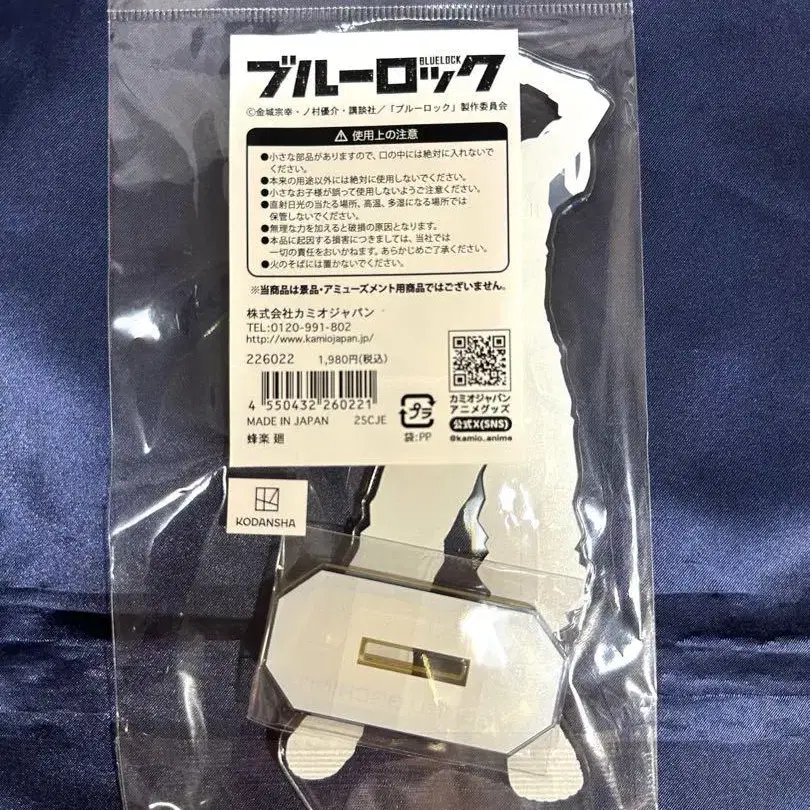 ブルーロック
BLUELOCK
©金城宗幸・ノ村優介・講談社／「ブルーロック」製作委員会
⚠ 使用上の注意
●小さな部品がありますので、口の中には絶対に入れないで
ください。
●本来の用途以外には絶対に使用しないでください。
●小さなお子様が誤って使用しないようご注意ください。
●直射日光の当たる場所、高温、多湿になる場所では
保管しないでください。
●無理な力を加えると破損の原因となります。
●本品に起因する損害につきましては、当社では
一切の責任をおいかねます。あらかじめご了承ください。
●火のそばには置かないでください。
※当商品は景品・アミューズメント用商品ではございません。
株式会社カミオジャパン
TEL:0120-991-802
http://www.kamiojapan.jp/
226022 1,980円(税込)
4 550432 260221
MADE IN JAPAN 25CJE
蜂楽 廻
プラ
袋:PP
カミオジャパン
アニメグッズ
公式X(SNS)
@kamio_anime
KODANSHA